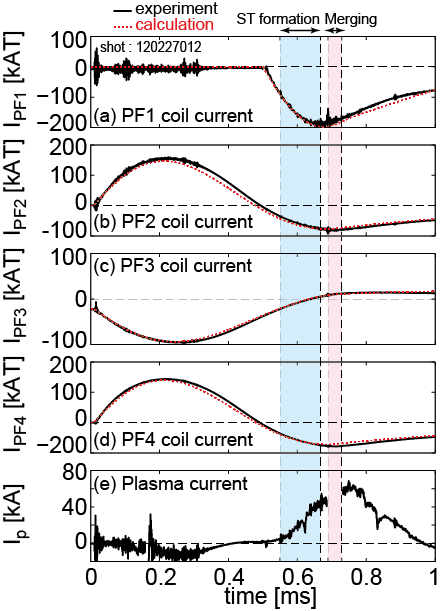 experiment
calculation
ST formation Merging
shot : 120227012
100
0
-100
-200
I_PF1 [kAT]
(a) PF1 coil current
200
100
0
-100
I_PF2 [kAT]
(b) PF2 coil current
100
0
-100
I_PF3 [kAT]
(c) PF3 coil current
200
100
0
-200
I_PF4 [kAT]
(d) PF4 coil current
80
40
0
I_p [kA]
(e) Plasma current
0 0.2 0.4 0.6 0.8 1
time [ms]